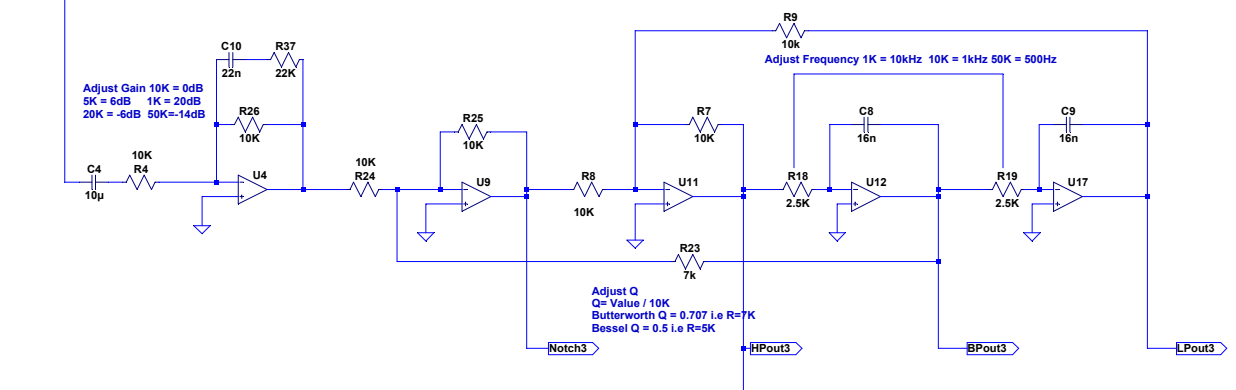 R9
10k
Adjust Frequency 1K = 10kHz 10K = 1kHz 50K = 500Hz
C10
22n
R37
22K
Adjust Gain 10K = 0dB
5K = 6dB 1K = 20dB
20K = -6dB 50K=-14dB
R26
10K
R25
10K
R7
10K
C8
16n
C9
16n
C4
10µ
10K
R4
U4
10K
R24
U9
R8
10K
U11
R18
2.5K
U12
R19
2.5K
U17
R23
7k
Adjust Q
Q= Value / 10K
Butterworth Q = 0.707 i.e R=7K
Bessel Q = 0.5 i.e R=5K
Notch3
HPout3
BPout3
LPout3